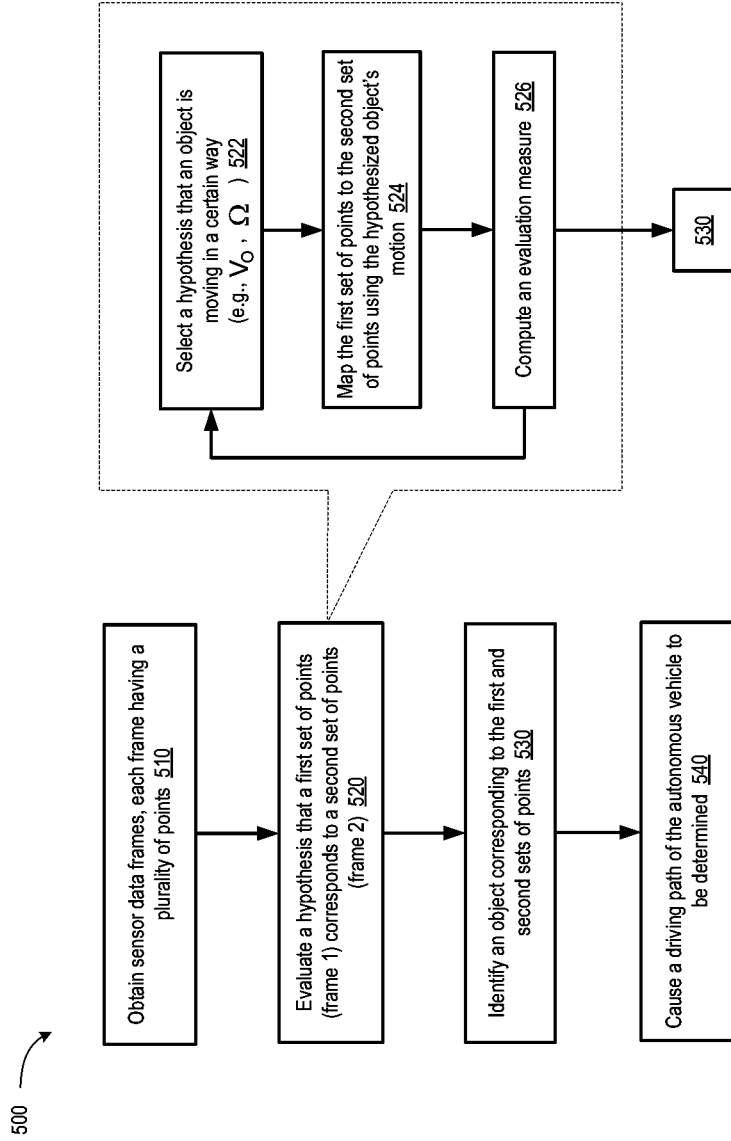 500
Obtain sensor data frames, each frame having a
plurality of points 510
Evaluate a hypothesis that a first set of points
(frame 1) corresponds to a second set of points
(frame 2) 520
Identify an object corresponding to the first and
second sets of points 530
Cause a driving path of the autonomous vehicle to
be determined 540
Select a hypothesis that an object is
moving in a certain way
(e.g., VO , Ω ) 522
Map the first set of points to the second set
of points using the hypothesized object's
motion 524
Compute an evaluation measure 526
530